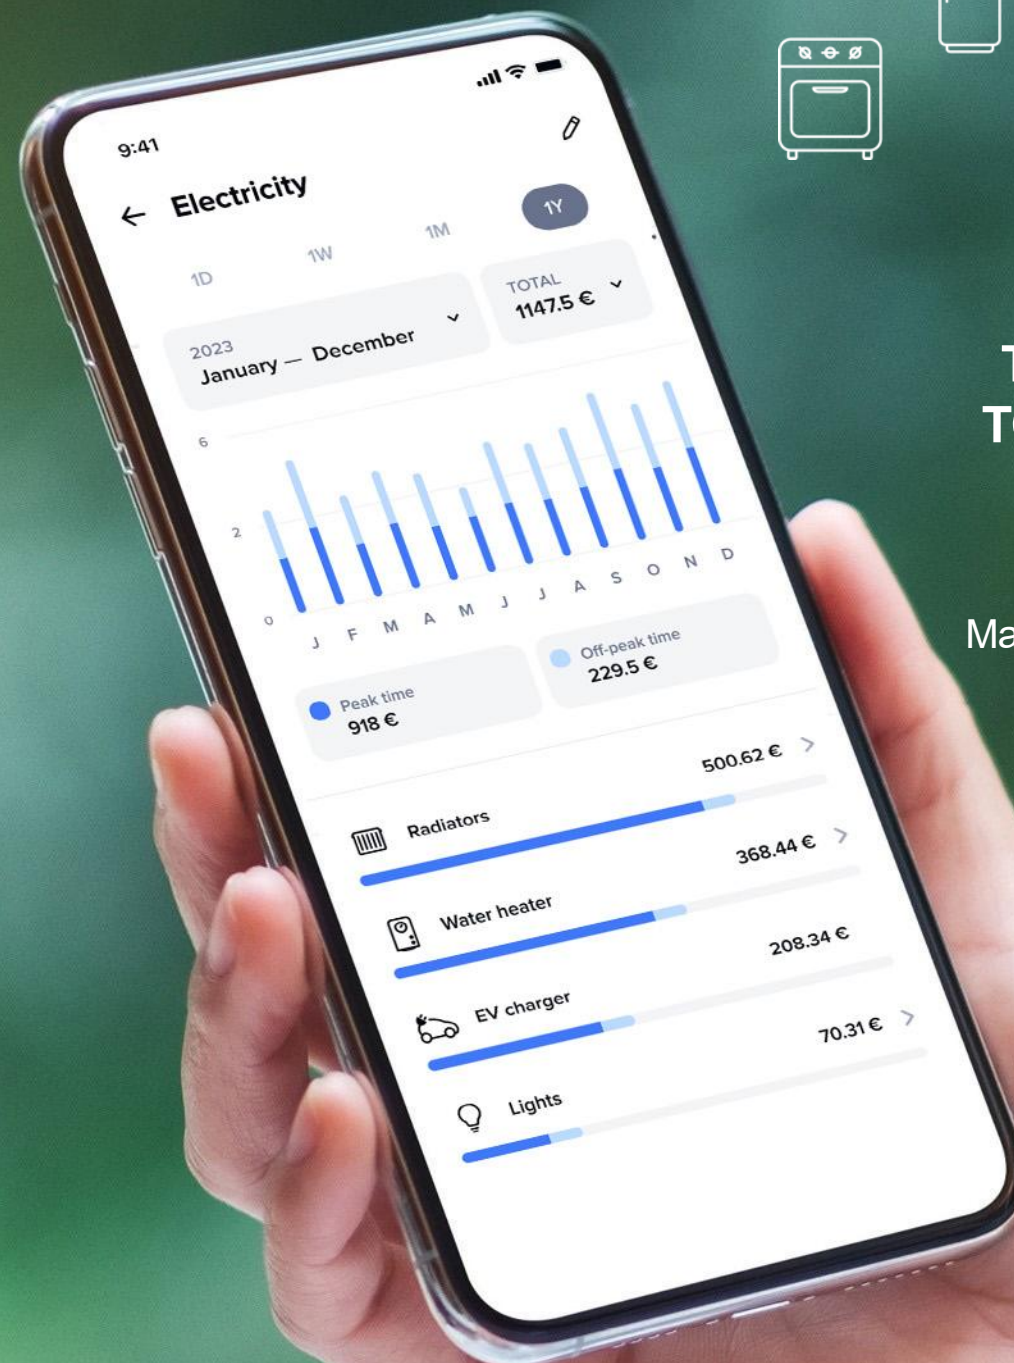 9:41
Electricity
1D 1W 1M 1Y
2023
January — December
TOTAL
1147.5 €
6
2
0
J F M A M J J A S O N D
Peak time
918 €
Off-peak time
229.5 €
Radiators 500.62 €
Water heater 368.44 €
EV charger 208.34 €
Lights 70.31 €
Ma